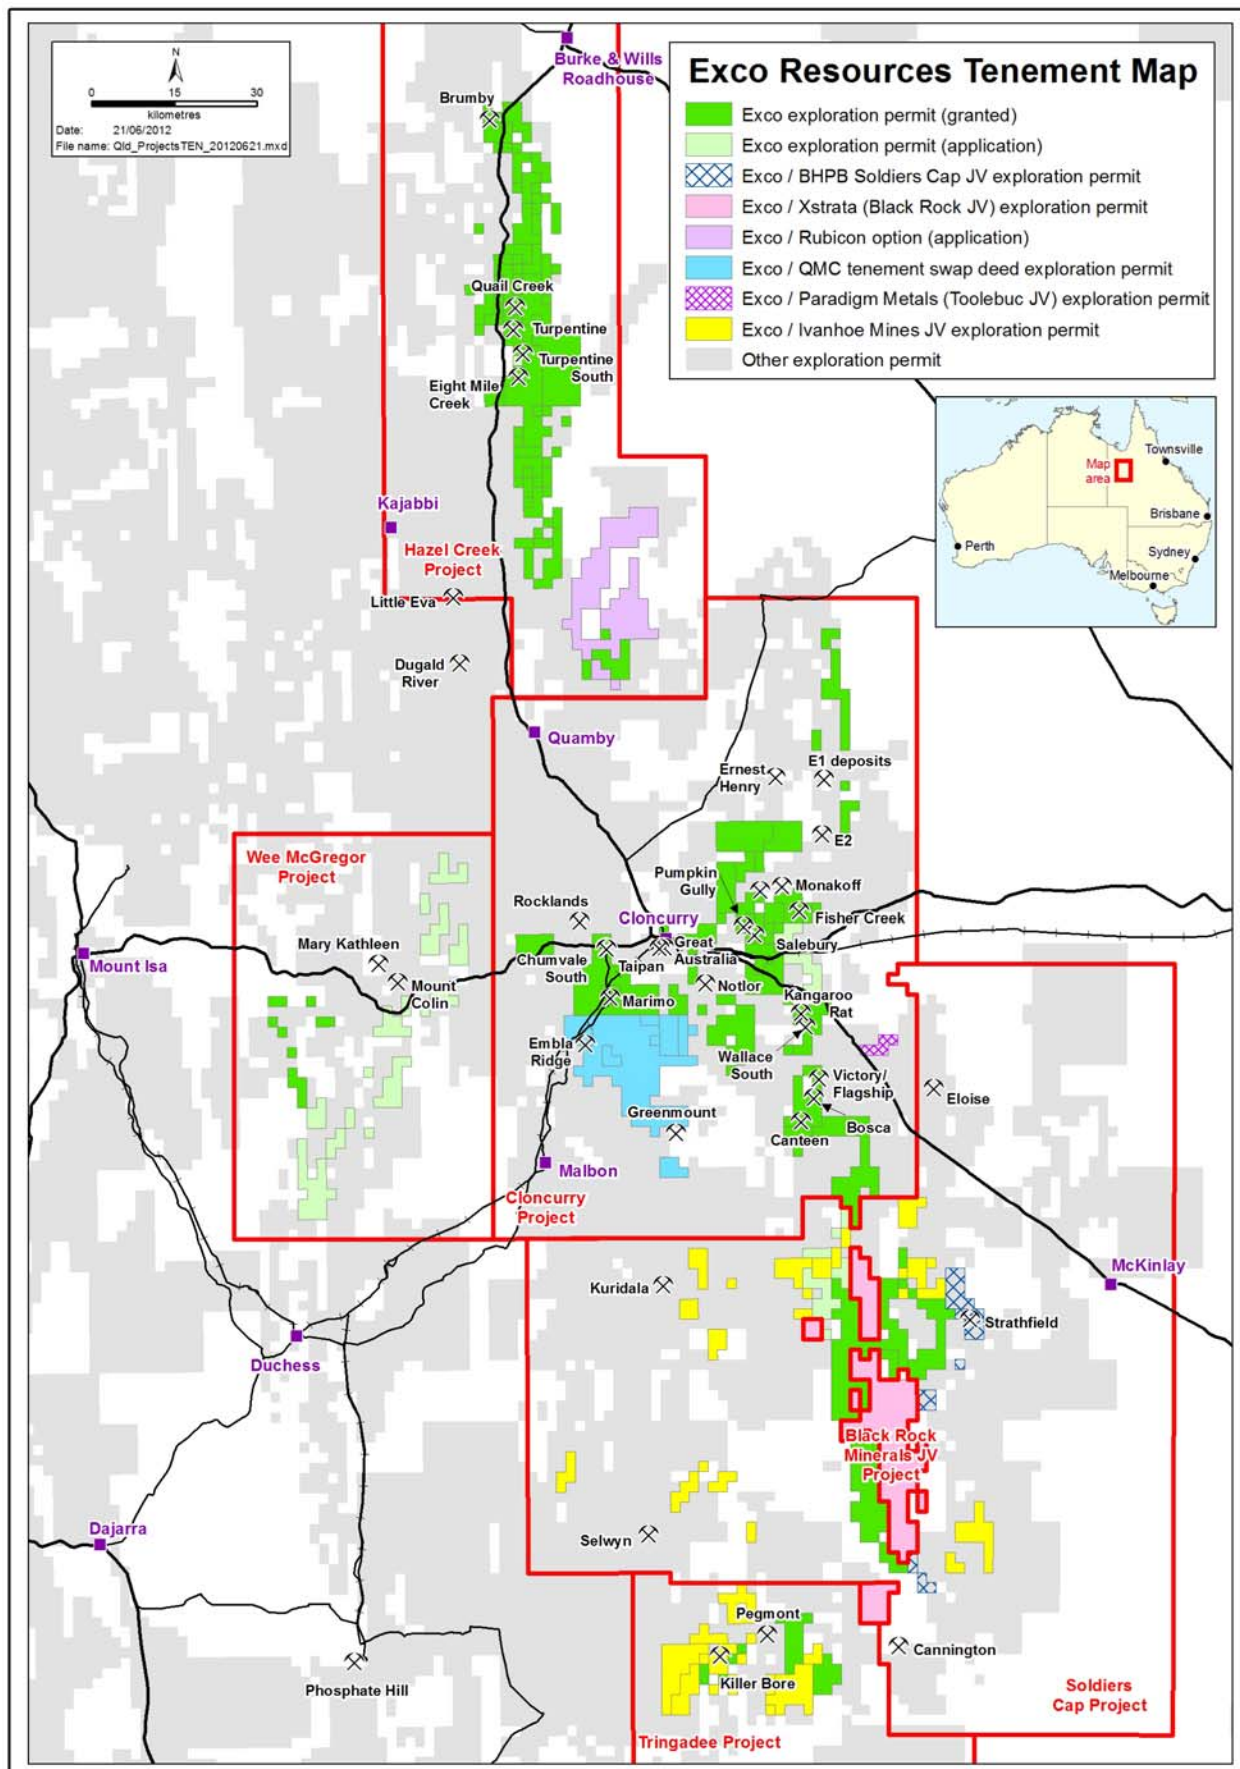 N
0 15 30
kilometres
Date: 21/06/2012
File name: Qld_ProjectsTEN_20120621.mxd
Burke & Wills
Roadhouse
Exco Resources Tenement Map
Exco exploration permit (granted)
Exco exploration permit (application)
Exco / BHPB Soldiers Cap JV exploration permit
Exco / Xstrata (Black Rock JV) exploration permit
Exco / Rubicon option (application)
Exco / QMC tenement swap deed exploration permit
Exco / Paradigm Metals (Toolebuc JV) exploration permit
Exco / Ivanhoe Mines JV exploration permit
Other exploration permit
Map
area
Townsville
Brisbane
Perth
Sydney
Melbourne
Brumby
Quail Creek
Turpentine
Turpentine
South
Eight Mile
Creek
Kajabbi
Hazel Creek
Project
Little Eva
Dugald
River
Quamby
Ernest
Henry
E1 deposits
E2
Wee McGregor
Project
Pumpkin
Gully
Monakoff
Fisher Creek
Rocklands
Cloncurry
Salebury
Mary Kathleen
Mount Isa
Mount
Colin
Chumvale
South
Taipan
Great
Australia
Notlor
Marimo
Kangaroo
Rat
Embla
Ridge
Wallace
South
Victory/
Flagship
Eloise
Greenmount
Canteen
Bosca
Malbon
Cloncurry
Project
McKinlay
Kuridala
Strathfield
Duchess
Black Rock
Minerals JV
Project
Dajarra
Selwyn
Pegmont
Cannington
Killer Bore
Phosphate Hill
Soldiers
Cap Project
Tringadee Project